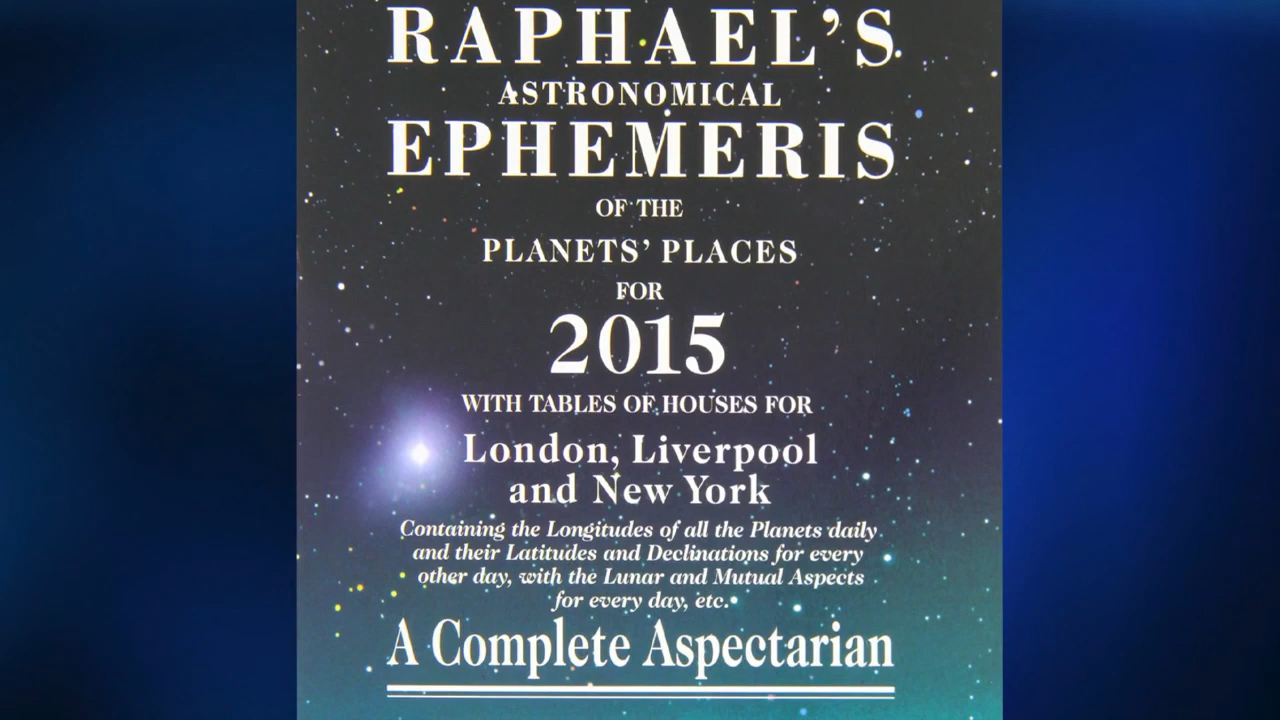 RAPHAEL'S
ASTRONOMICAL
EPHEMERIS
OF THE
PLANETS' PLACES
FOR
2015
WITH TABLES OF HOUSES FOR
London, Liverpool
and New York
Containing the Longitudes of all the Planets daily
and their Latitudes and Declinations for every
other day, with the Lunar and Mutual Aspects
for every day, etc.
A Complete Aspectarian